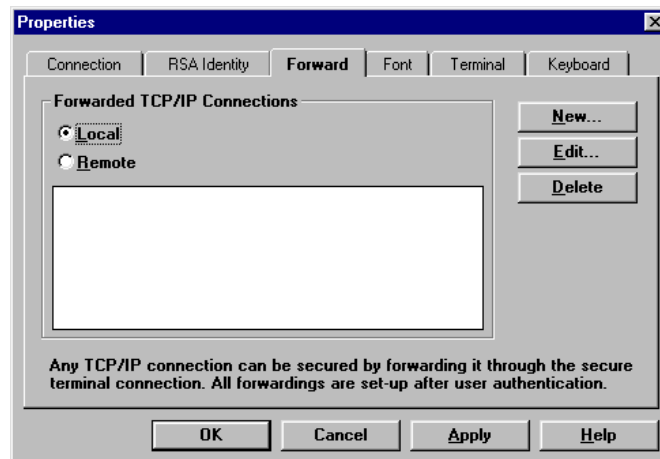 Properties
Connection RSA Identity Forward Font Terminal Keyboard
Forwarded TCP/IP Connections
Local
Remote
New...
Edit...
Delete
Any TCP/IP connection can be secured by forwarding it through the secure
terminal connection. All forwardings are set-up after user authentication.
OK Cancel Apply Help